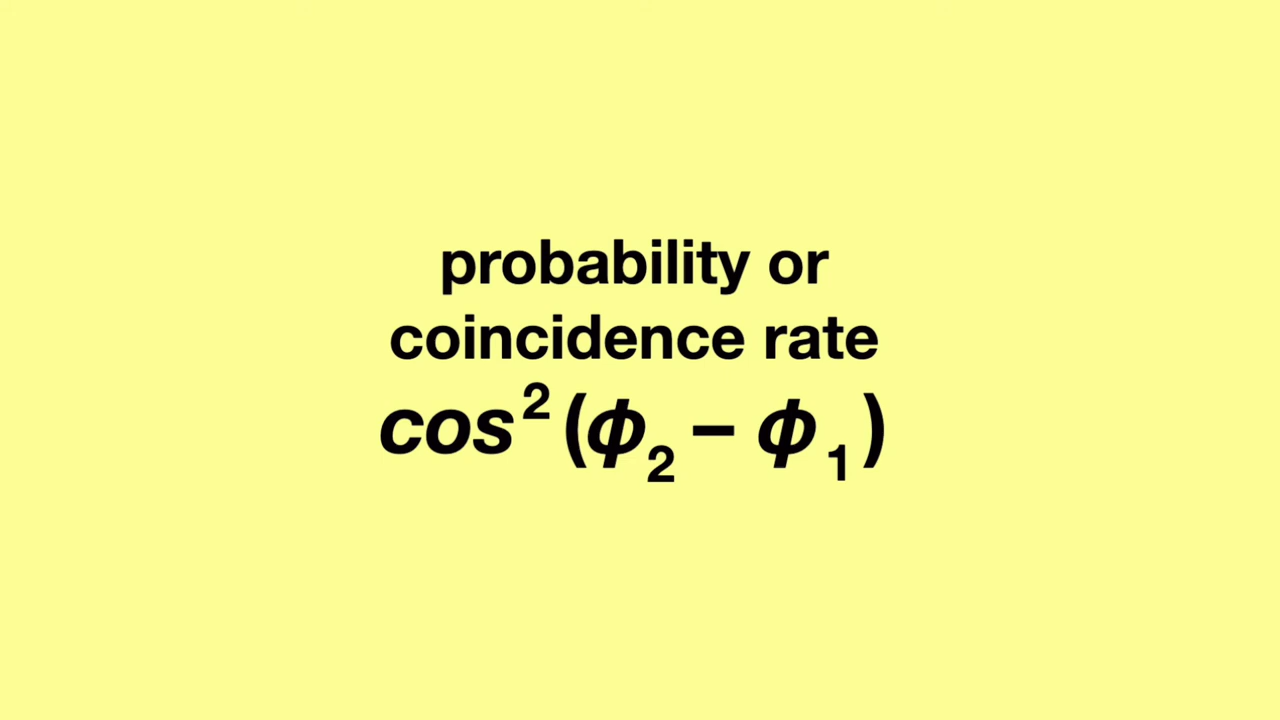 probability or
coincidence rate
cos²(ϕ₂ – ϕ₁)